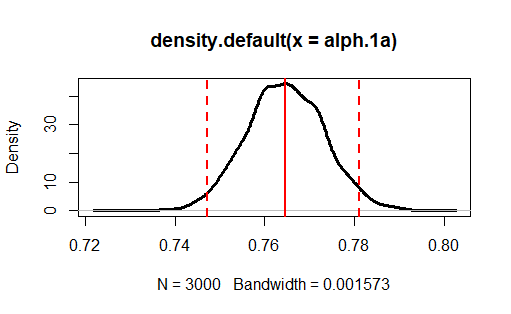 density.default(x = alph.1a)
Density
30
10
0
0.72 0.74 0.76 0.78 0.80
N = 3000 Bandwidth = 0.001573